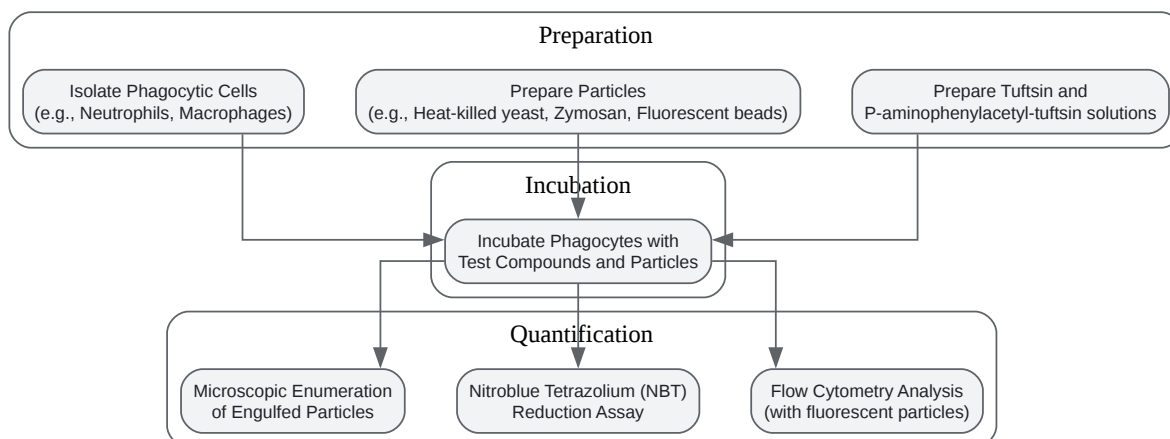 Preparation
Isolate Phagocytic Cells
(e.g., Neutrophils, Macrophages)
Prepare Particles
(e.g., Heat-killed yeast, Zymosan, Fluorescent beads)
Prepare Tuftsin and
P-aminophenylacetyl-tuftsin solutions
Incubation
Incubate Phagocytes with
Test Compounds and Particles
Quantification
Microscopic Enumeration
of Engulfed Particles
Nitroblue Tetrazolium (NBT)
Reduction Assay
Flow Cytometry Analysis
(with fluorescent particles)